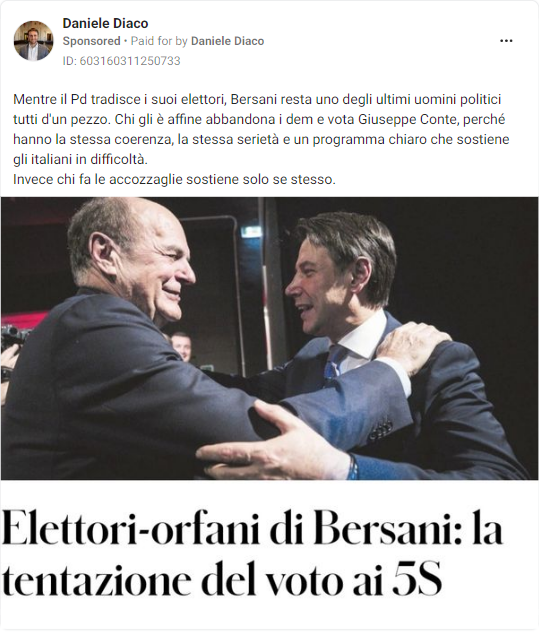 Daniele Diaco
Sponsored • Paid for by Daniele Diaco
ID: 603160311250733
Mentre il Pd tradisce i suoi elettori, Bersani resta uno degli ultimi uomini politici
tutti d'un pezzo. Chi gli è affine abbandona i dem e vota Giuseppe Conte, perché
hanno la stessa coerenza, la stessa serietà e un programma chiaro che sostiene
gli italiani in difficoltà.
Invece chi fa le accozzaglie sostiene solo se stesso.
Elettori-orfani di Bersani: la
tentazione del voto ai 5S